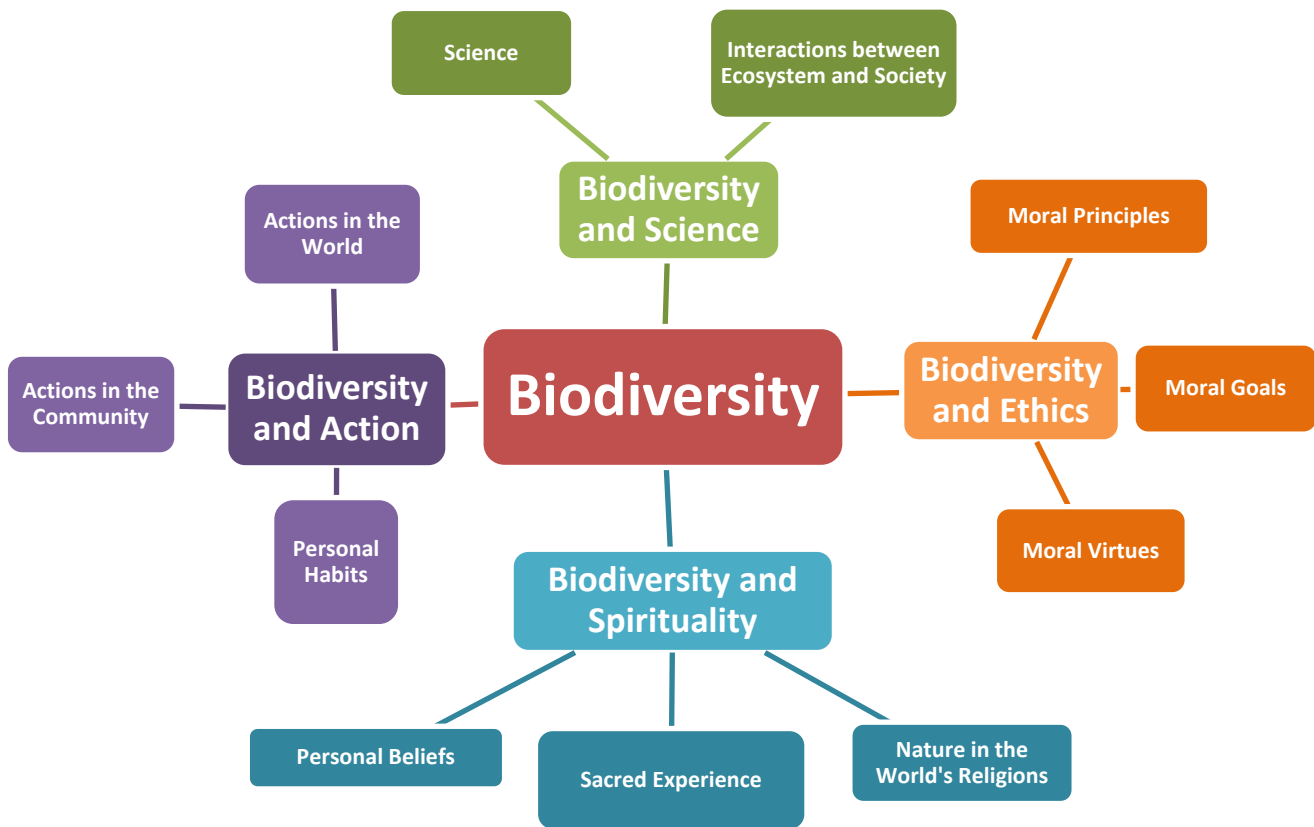 Science
Interactions between
Ecosystem and Society
Biodiversity
and Science
Actions in the
World
Moral Principles
Actions in the
Community
Biodiversity
and Action
Biodiversity
Biodiversity
and Ethics
Moral Goals
Personal
Habits
Moral Virtues
Biodiversity and
Spirituality
Personal Beliefs
Sacred Experience
Nature in the
World's Religions